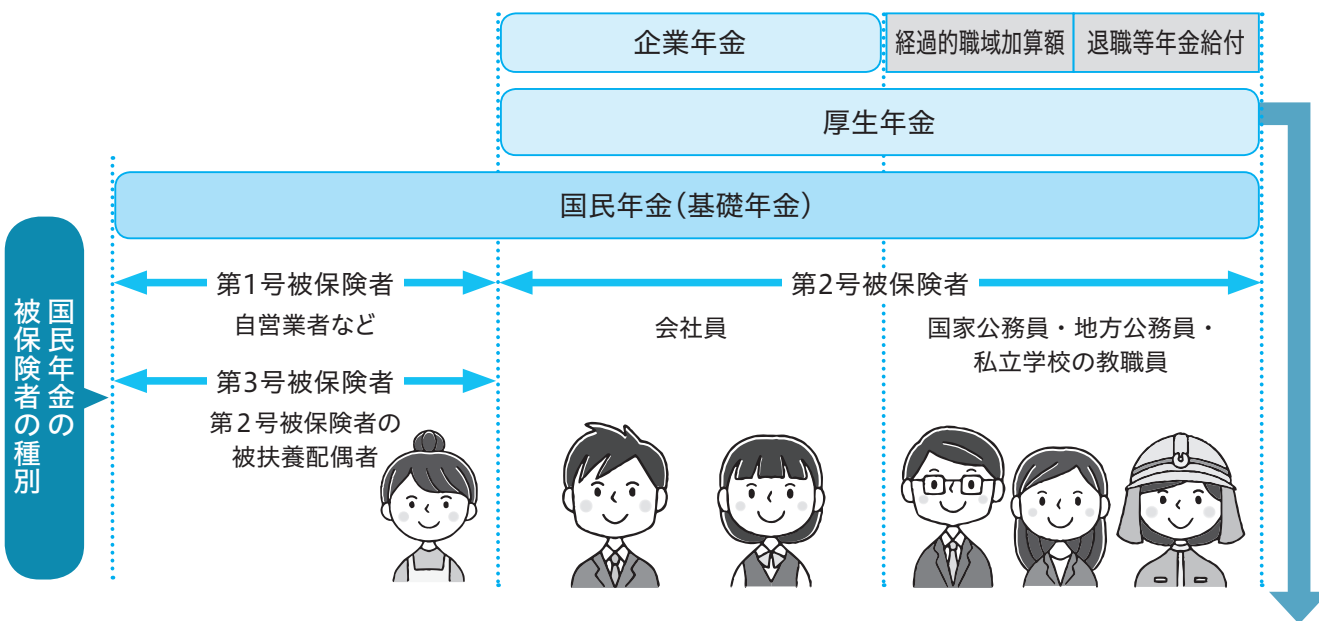 企業年金
経過的職域加算額
退職等年金給付
厚生年金
国民年金（基礎年金）
国民年金の
被保険者の種別
第1号被保険者
自営業者など
第3号被保険者
第２号被保険者の
被扶養配偶者
第2号被保険者
会社員
国家公務員・地方公務員・
私立学校の教職員